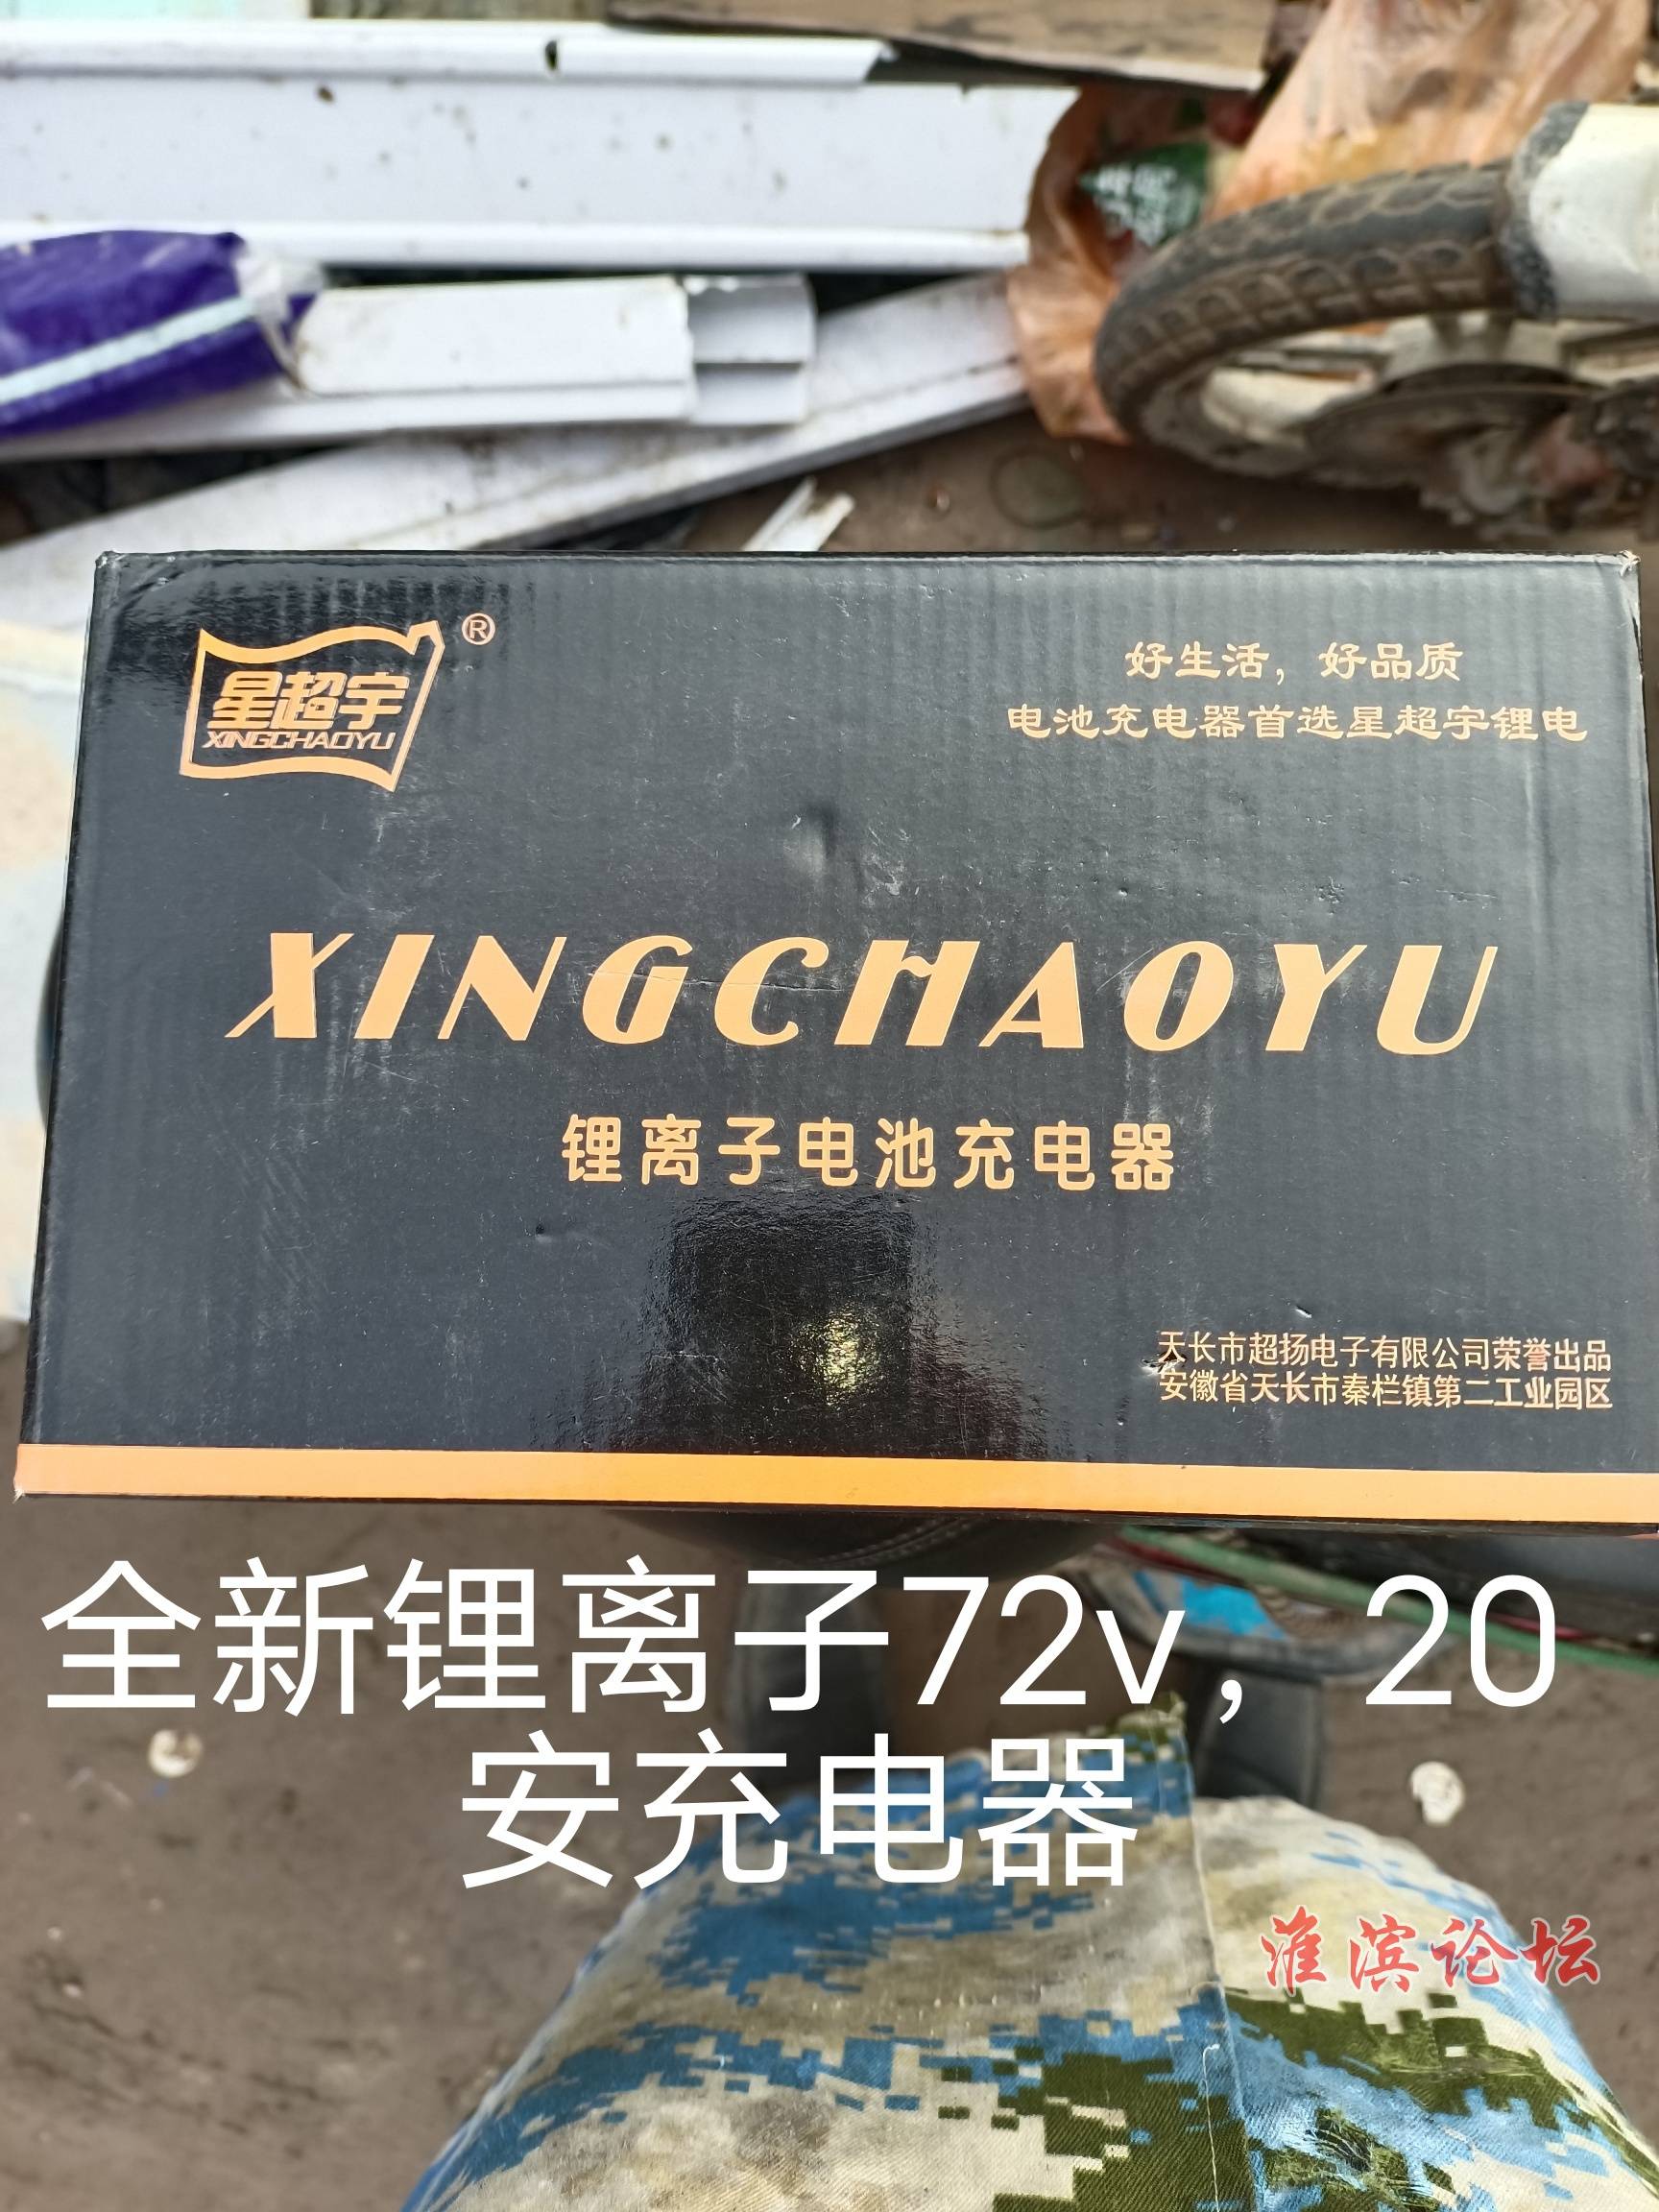 星超宇
XINGCHAOYU
®
好生活，好品质
电池充电器首选星超宇锂电
XINGCHAOYU
锂离子电池充电器
天长市超扬电子有限公司荣誉出品
安徽省天长市秦栏镇第二工业园区
全新锂离子72v，20
安充电器
淮滨论坛